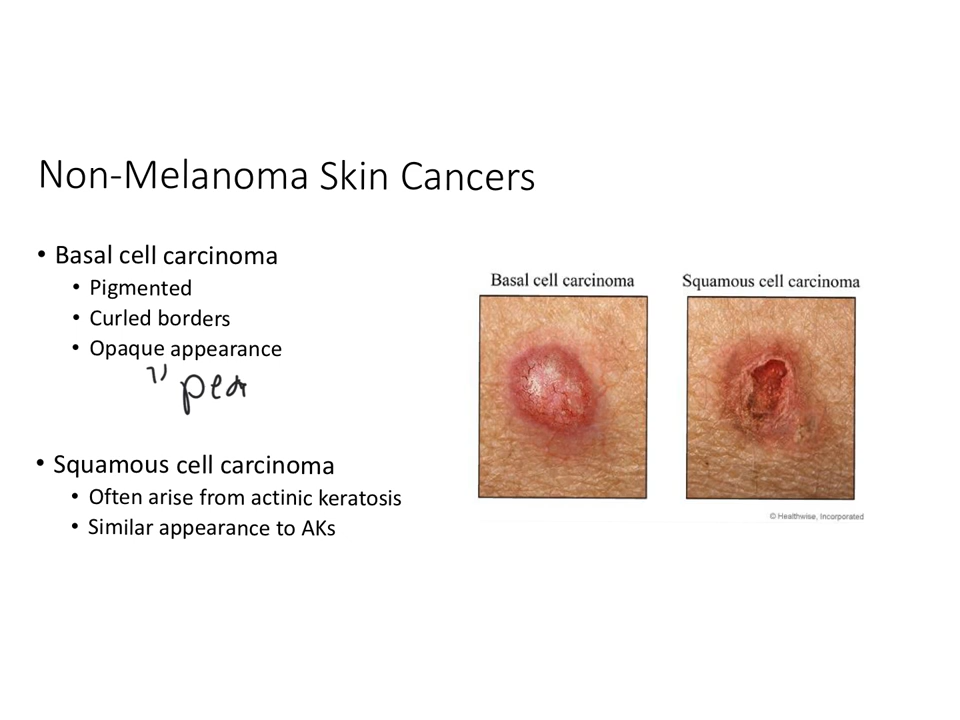 Non-Melanoma Skin Cancers
• Basal cell carcinoma
• Pigmented
• Curled borders
• Opaque appearance
" pea
• Squamous cell carcinoma
• Often arise from actinic keratosis
• Similar appearance to AKs
Basal cell carcinoma
Squamous cell carcinoma
© Healthwise, Incorporated